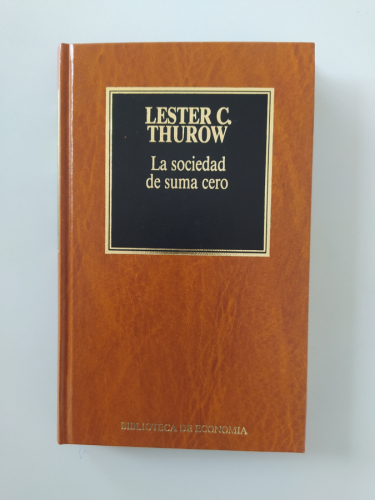 LESTER C.
THUROW
La sociedad
de suma cero
BIBLIOTECA DE ECONOMIA